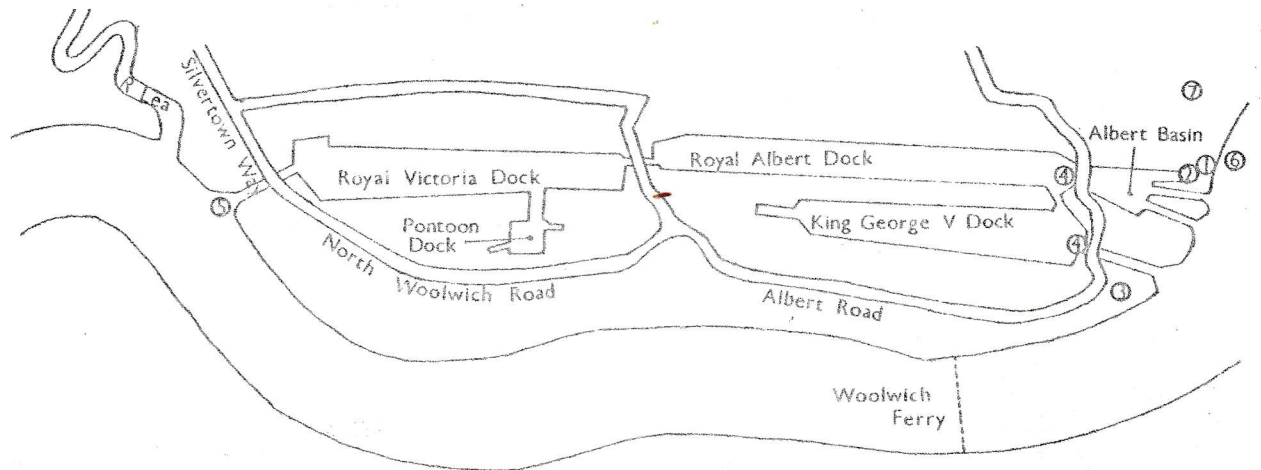 R Lea
Silvertown Way
Royal Victoria Dock
Pontoon
Dock
North
Woolwich Road
Royal Albert Dock
King George V Dock
Albert Road
Albert Basin
Woolwich
Ferry
⑦
①
⑥
②
④
④
③
⑤